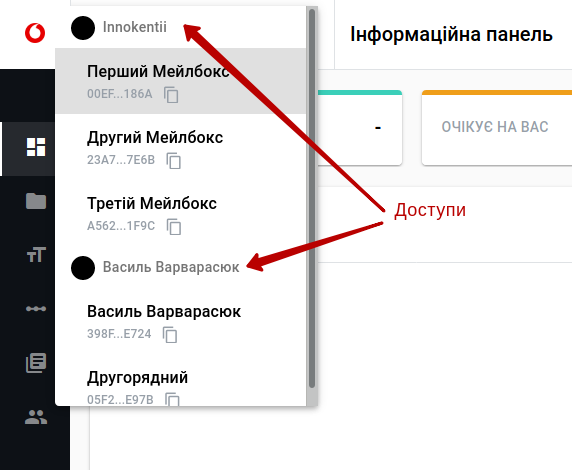 Innokentii
Інформаційна панель
Перший Мейлбокс
00EF...186A
Другий Мейлбокс
-
ОЧІКУЄ НА ВАС
23A7...7E6B
Третій Мейлбокс
Доступи
A562...1F9C
Василь Варварасюк
Василь Варварасюк
398F...E724
Другорядний
05F2...E97B